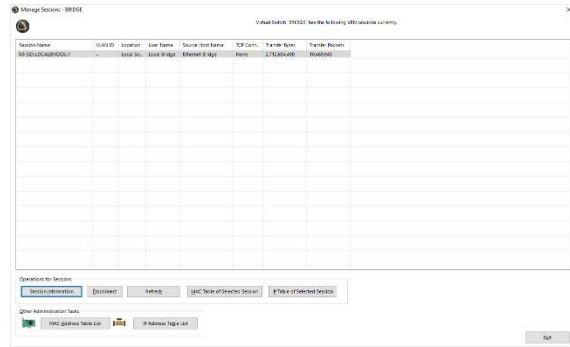 Manage Sessions - BRIDGE
Virtual Switch "BRIDGE" has the following VPN sessions currently.
Session Name VLAN ID Location User Name Source Host Name TCP Conn... Transfer Bytes Transfer Packets
SID-LOCALBRIDGE-1 - Local Se... Local Bridge Ethernet Bridge None
Operations for Sessions
Session Information Disconnect Refresh MAC Table of Selected Session IP Table of Selected Session
Other Administration Tasks
MAC Address Table List IP Address Table List
Exit